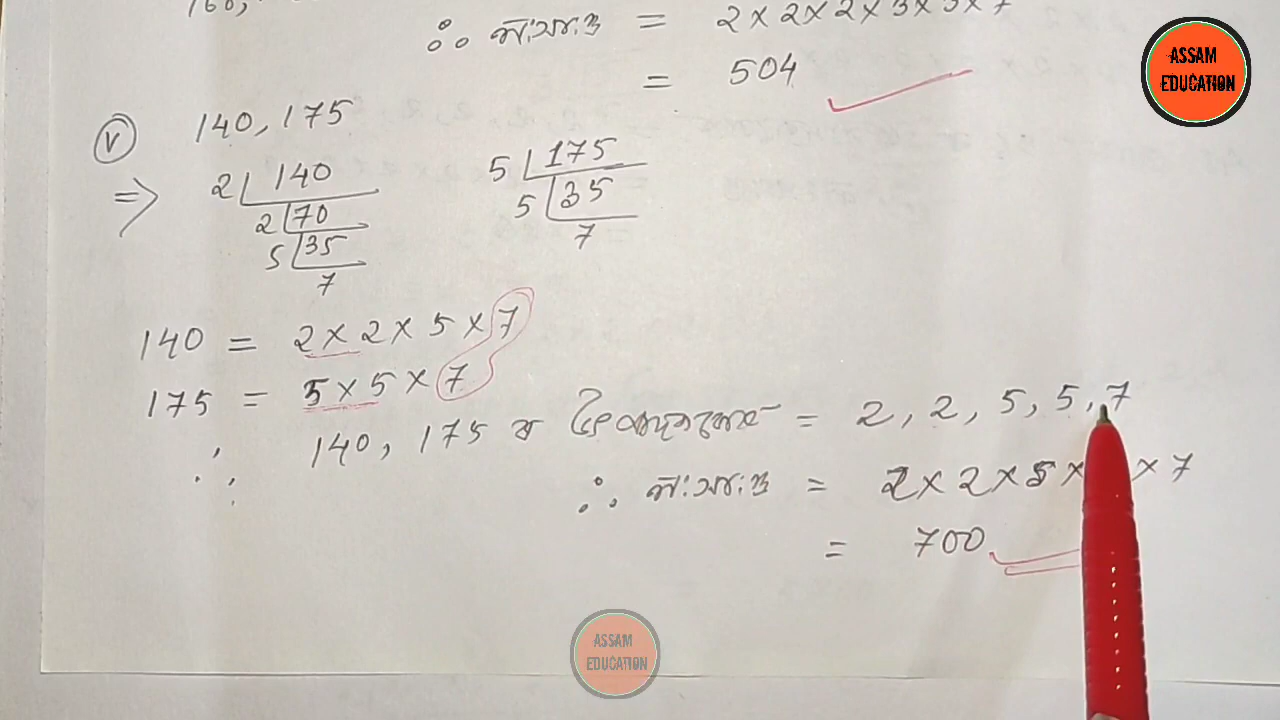 168,
∴ ল.সা.গু = 2 × 2 × 2 × 3 × 3 × 7
= 504
ASSAM
EDUCATION
(v) 140, 175
⇒ 2 140
2 70
5 35
7
5 175
5 35
7
140 = 2 × 2 × 5 × 7
175 = 5 × 5 × 7
∴ 140, 175 ৰ = 2, 2, 5, 5, 7
∴ ল.সা.গু = 2 × 2 × 5 × × 7
= 700
ASSAM
EDUCATION